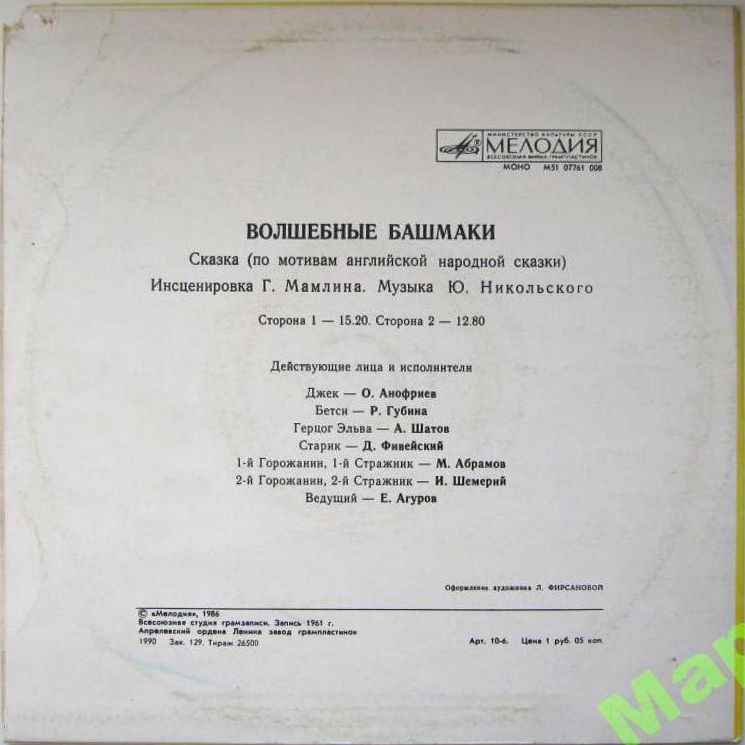 МИНИСТЕРСТВО КУЛЬТУРЫ СССР
МЕЛОДИЯ
ВСЕСОЮЗНАЯ ФИРМА ГРАМПЛАСТИНОК
МОНО М51 07761 008
ВОЛШЕБНЫЕ БАШМАКИ
Сказка (по мотивам английской народной сказки)
Инсценировка Г. Мамлина. Музыка Ю. Никольского
Сторона 1 — 15.20. Сторона 2 — 12.80
Действующие лица и исполнители
Джек — О. Анофриев
Бетси — Р. Губина
Герцог Эльва — А. Шатов
Старик — Д. Фивейский
1-й Горожанин, 1-й Стражник — М. Абрамов
2-й Горожанин, 2-й Стражник — И. Шемерий
Ведущий — Е. Агуров
Оформление художника Л. ФИРСАНОВОЙ
© «Мелодия», 1986
Всесоюзная студия грамзаписи. Запись 1961 г.
Апрелевский ордена Ленина завод грампластинок
1990 Зак. 129. Тираж 26500 Арт. 10-6. Цена 1 руб. 05 коп.
Мар